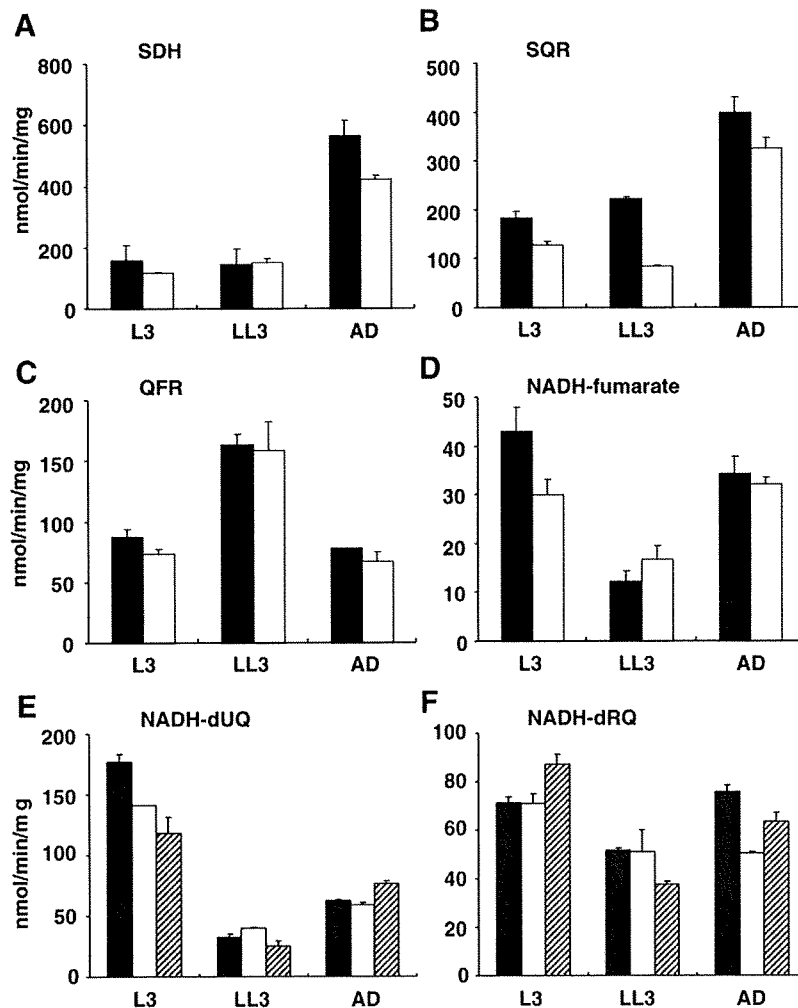 A
SDH
nmol/min/mg
800
600
400
200
0
L3 LL3 AD
B
SQR
500
400
300
200
100
0
L3 LL3 AD
C
QFR
nmol/min/mg
200
150
100
50
0
L3 LL3 AD
D
NADH-fumarate
50
40
30
20
10
0
L3 LL3 AD
E
NADH-dUQ
nmol/min/mg
200
150
100
50
0
L3 LL3 AD
F
NADH-dRQ
100
80
60
40
20
0
L3 LL3 AD